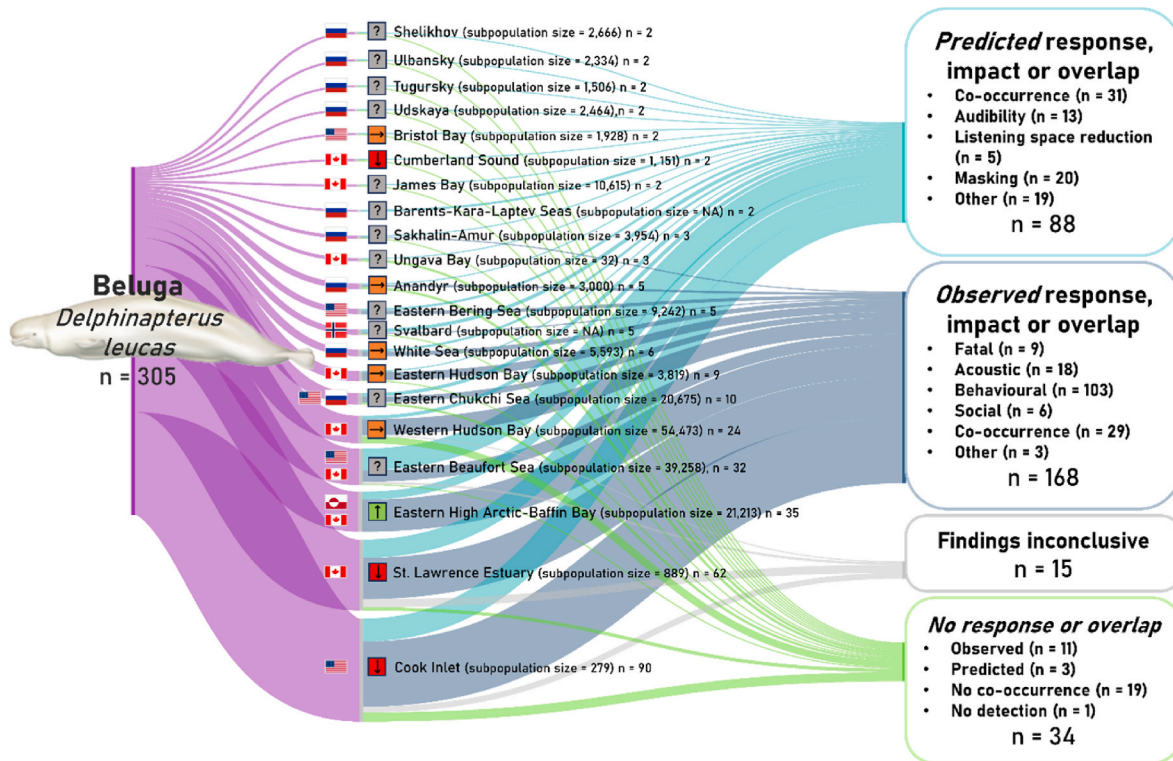 Beluga
Delphinapterus
leucas
n = 305
? Shelikhov (subpopulation size = 2,666) n = 2
? Ulbansky (subpopulation size = 2,334) n = 2
? Tugursky (subpopulation size = 1,506) n = 2
? Udskaya (subpopulation size = 2,464),n = 2
→ Bristol Bay (subpopulation size = 1,928) n = 2
↓ Cumberland Sound (subpopulation size = 1, 151) n = 2
? James Bay (subpopulation size = 10,615) n = 2
? Barents-Kara-Laptev Seas (subpopulation size = NA) n = 2
? Sakhalin-Amur (subpopulation size = 3,954) n = 3
? Ungava Bay (subpopulation size = 32) n = 3
→ Anandyr (subpopulation size = 3,000) n = 5
? Eastern Bering Sea (subpopulation size = 9,242) n = 5
? Svalbard (subpopulation size = NA) n = 5
→ White Sea (subpopulation size = 5,593) n = 6
→ Eastern Hudson Bay (subpopulation size = 3,819) n = 9
? Eastern Chukchi Sea (subpopulation size = 20,675) n = 10
→ Western Hudson Bay (subpopulation size = 54,473) n = 24
? Eastern Beaufort Sea (subpopulation size = 39,258), n = 32
↑ Eastern High Arctic-Baffin Bay (subpopulation size = 21,213) n = 35
↓ St. Lawrence Estuary (subpopulation size = 889) n = 62
↓ Cook Inlet (subpopulation size = 279) n = 90
Predicted response,
impact or overlap
• Co-occurrence (n = 31)
• Audibility (n = 13)
• Listening space reduction
(n = 5)
• Masking (n = 20)
• Other (n = 19)
n = 88
Observed response,
impact or overlap
• Fatal (n = 9)
• Acoustic (n = 18)
• Behavioural (n = 103)
• Social (n = 6)
• Co-occurrence (n = 29)
• Other (n = 3)
n = 168
Findings inconclusive
n = 15
No response or overlap
• Observed (n = 11)
• Predicted (n = 3)
• No co-occurrence (n = 19)
• No detection (n = 1)
n = 34